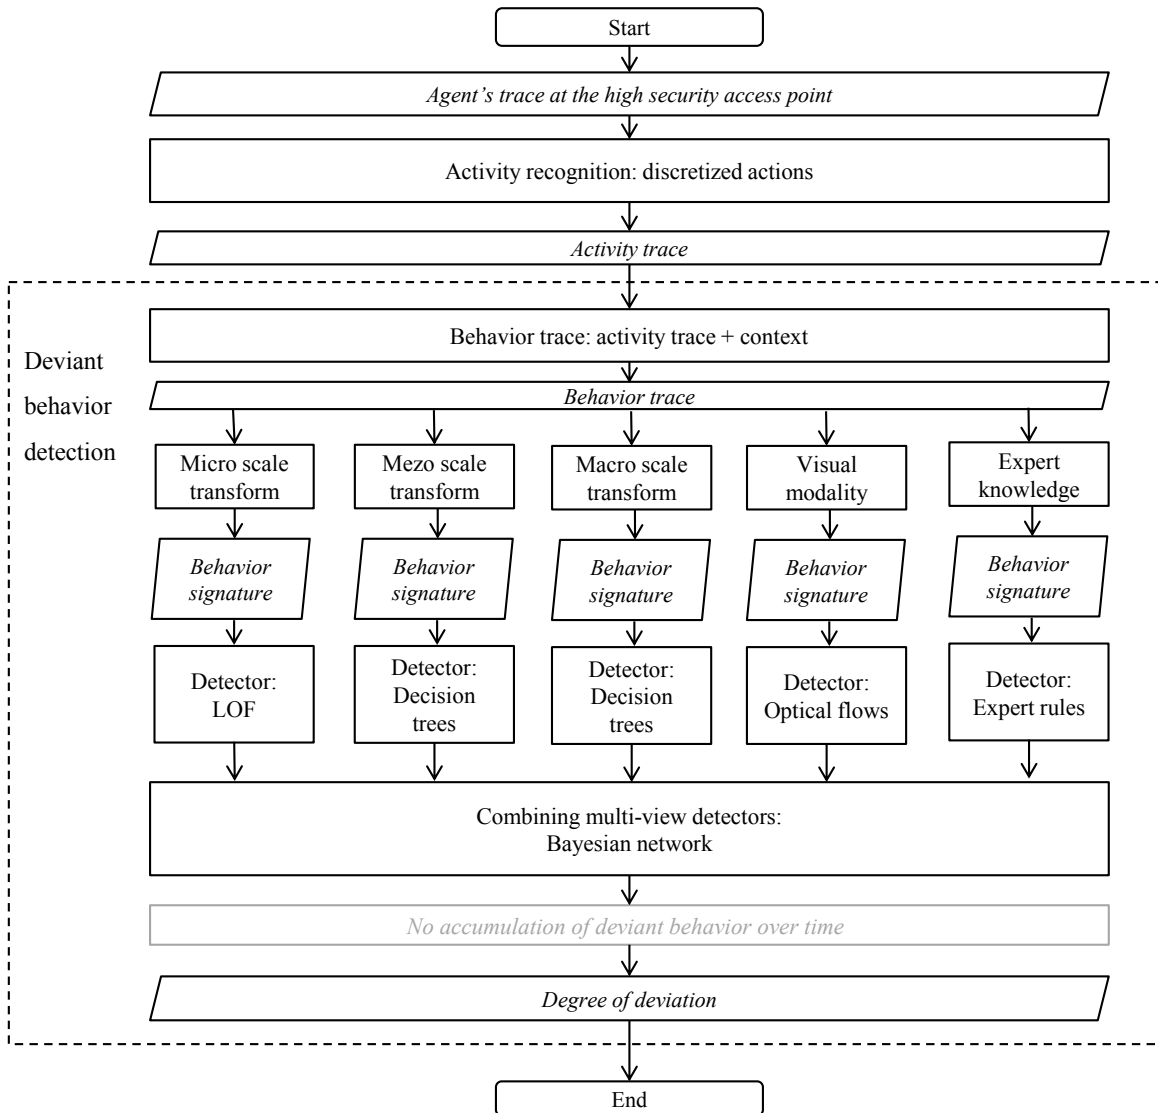 Start
Agent's trace at the high security access point
Activity recognition: discretized actions
Activity trace
Deviant
behavior
detection
Behavior trace: activity trace + context
Behavior trace
Micro scale
transform
Mezo scale
transform
Macro scale
transform
Visual
modality
Expert
knowledge
Behavior
signature
Behavior
signature
Behavior
signature
Behavior
signature
Behavior
signature
Detector:
LOF
Detector:
Decision
trees
Detector:
Decision
trees
Detector:
Optical flows
Detector:
Expert rules
Combining multi-view detectors:
Bayesian network
No accumulation of deviant behavior over time
Degree of deviation
End